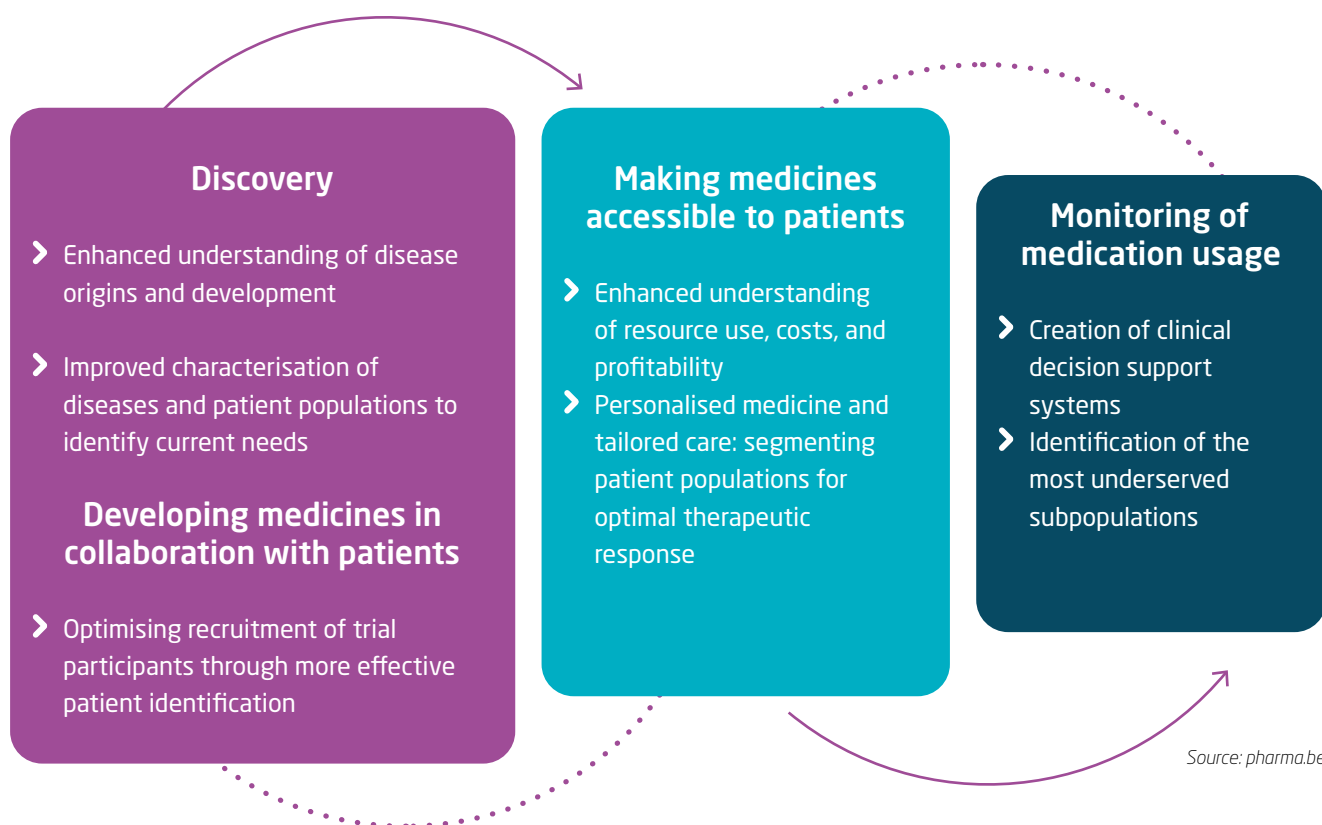 Discovery
Enhanced understanding of disease
origins and development
Improved characterisation of
diseases and patient populations to
identify current needs
Developing medicines in
collaboration with patients
Optimising recruitment of trial
participants through more effective
patient identification
Making medicines
accessible to patients
Enhanced understanding
of resource use, costs, and
profitability
Personalised medicine and
tailored care: segmenting
patient populations for
optimal therapeutic
response
Monitoring of
medication usage
Creation of clinical
decision support
systems
Identification of the
most underserved
subpopulations
Source: pharma.be